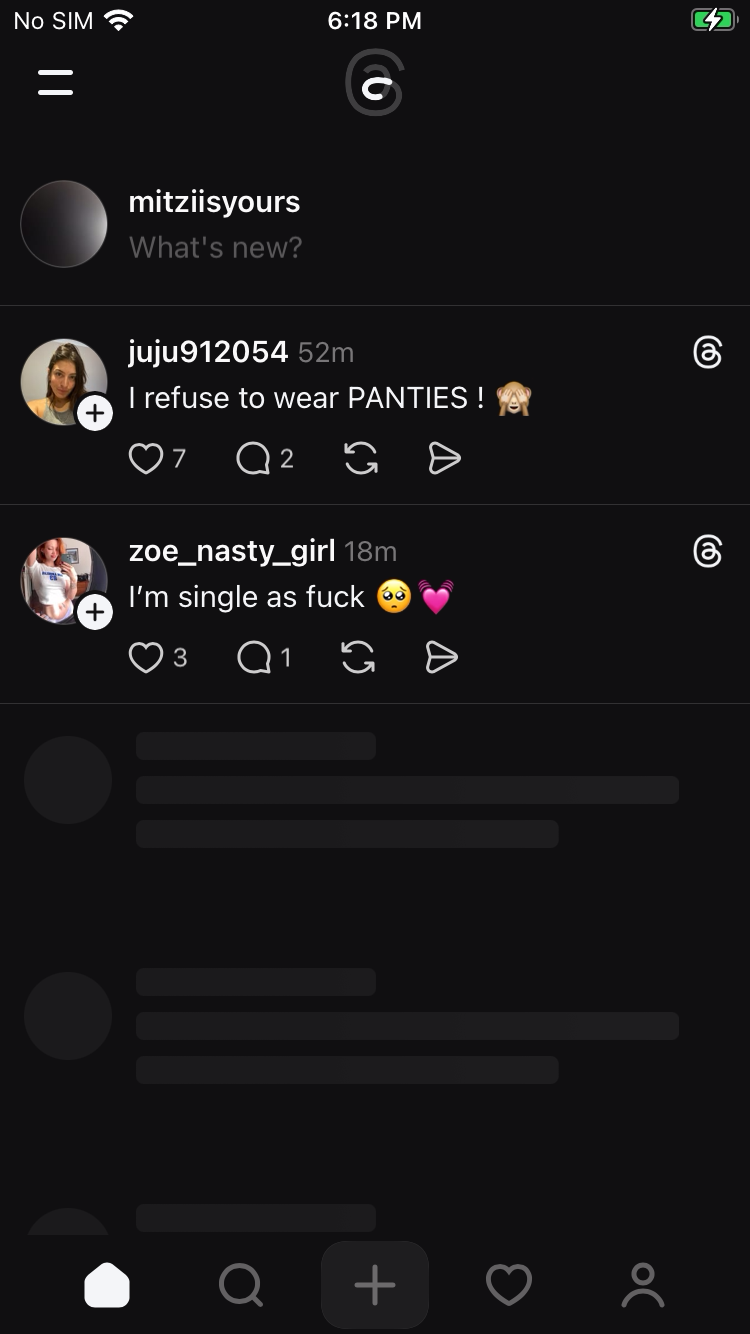 No SIM 6:18 PM
mitziisyours
What's new?
juju912054 52m
I refuse to wear PANTIES ! 🙈
7 2
zoe_nasty_girl 18m
I’m single as fuck 🥺💓
3 1